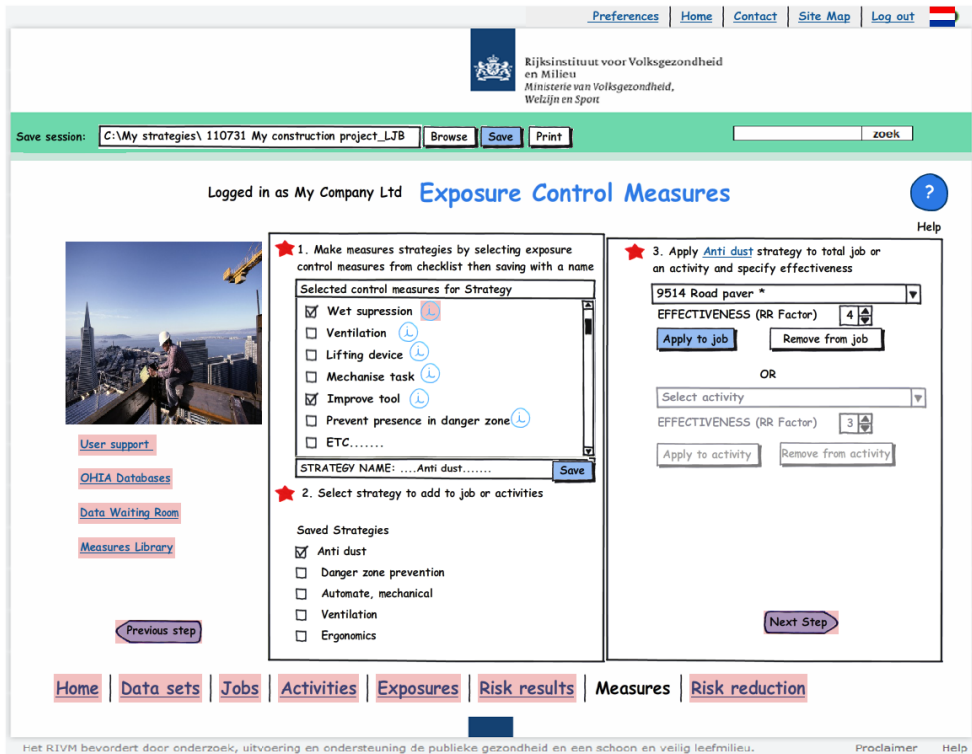 Preferences | Home | Contact | Site Map | Log out
Rijksinstituut voor Volksgezondheid
en Milieu
Ministerie van Volksgezondheid,
Welzijn en Sport
Save session: C:\My strategies\ 110731 My construction project_LJB Browse Save Print zoek
Logged in as My Company Ltd Exposure Control Measures ?
Help
1. Make measures strategies by selecting exposure
control measures from checklist then saving with a name
Selected control measures for Strategy
Wet supression i
Ventilation i
Lifting device i
Mechanise task i
Improve tool i
Prevent presence in danger zone i
ETC.......
STRATEGY NAME: ....Anti dust....... Save
2. Select strategy to add to job or activities
Saved Strategies
Anti dust
Danger zone prevention
Automate, mechanical
Ventilation
Ergonomics
3. Apply Anti dust strategy to total job or
an activity and specify effectiveness
9514 Road paver *
EFFECTIVENESS (RR Factor) 4
Apply to job Remove from job
OR
Select activity
EFFECTIVENESS (RR Factor) 3
Apply to activity Remove from activity
User support
OHIA Databases
Data Waiting Room
Measures Library
Previous step
Next Step
Home | Data sets | Jobs | Activities | Exposures | Risk results | Measures | Risk reduction
Het RIVM bevordert door onderzoek, uitvoering en ondersteuning de publieke gezondheid en een schoon en veilig leefmilieu. Proclaimer Help